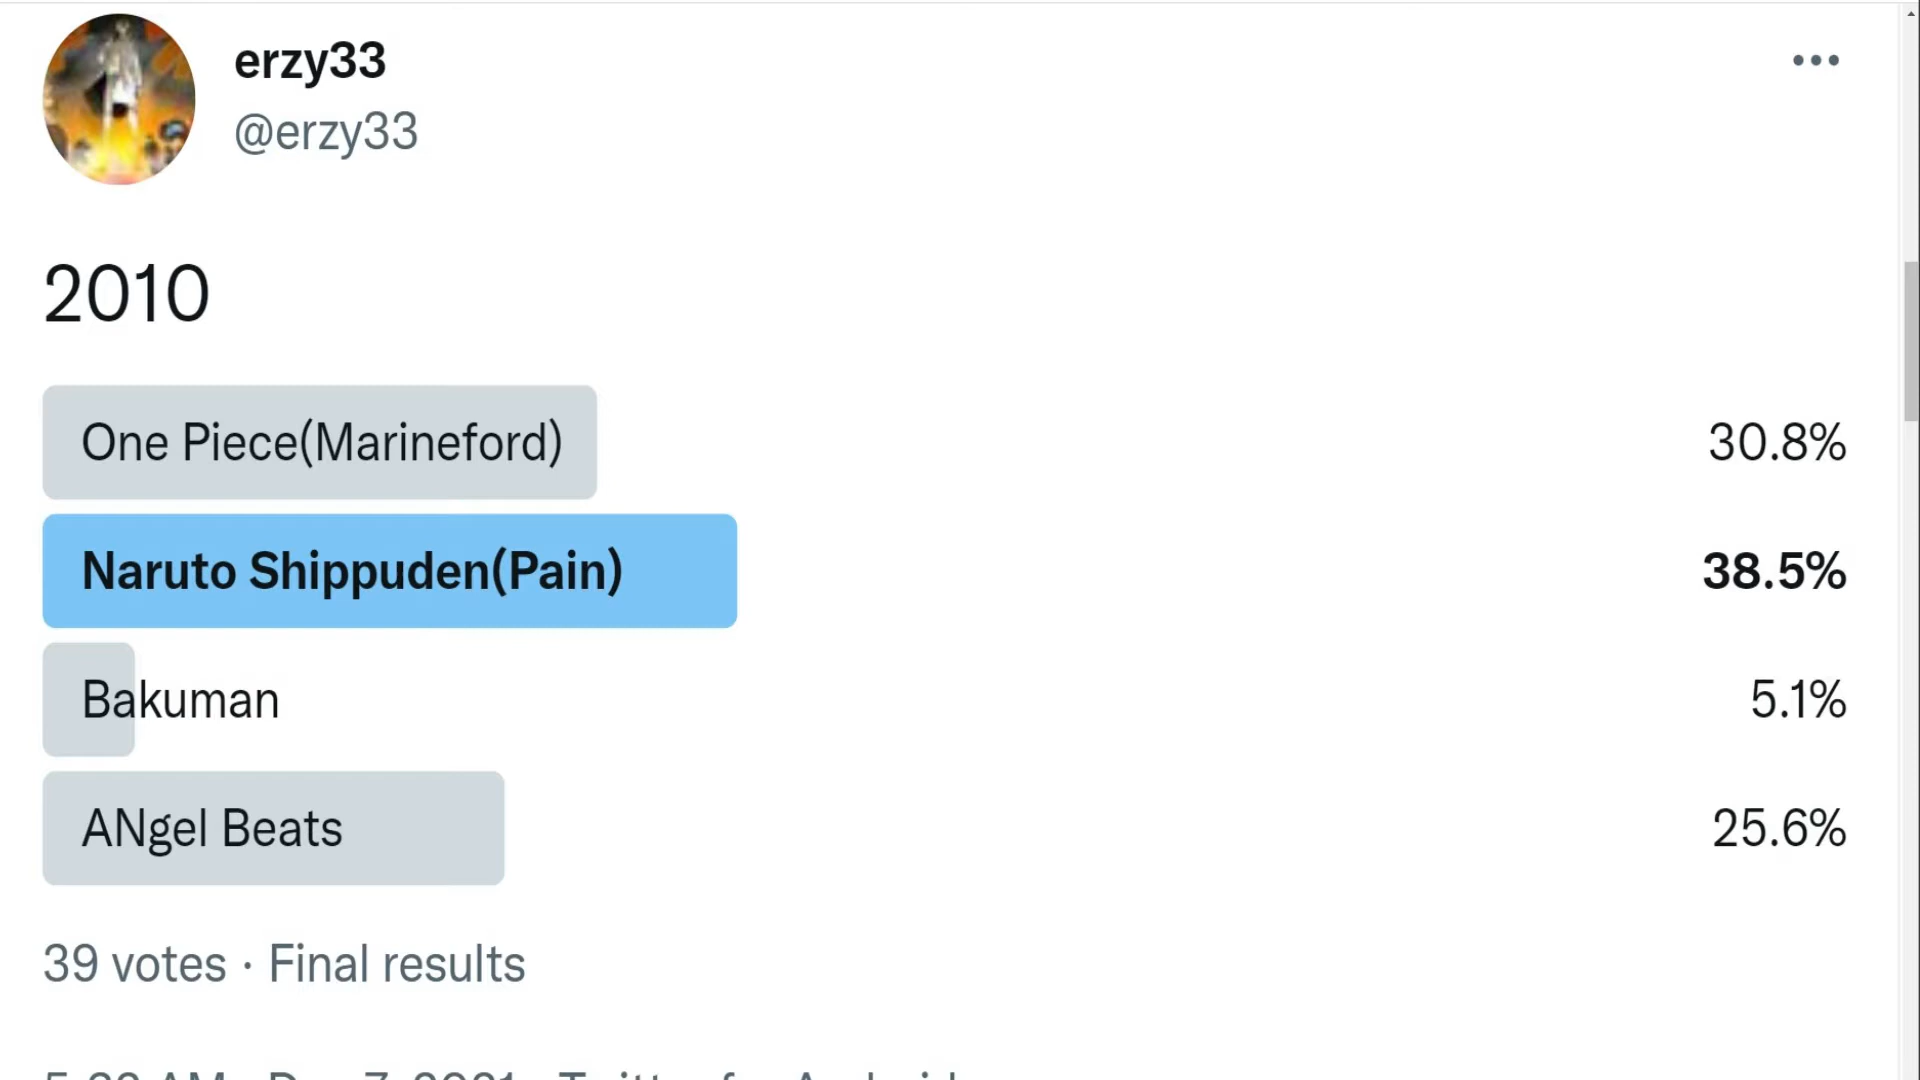 erzy33
@erzy33
2010
One Piece(Marineford) 30.8%
Naruto Shippuden(Pain) 38.5%
Bakuman 5.1%
ANgel Beats 25.6%
39 votes · Final results